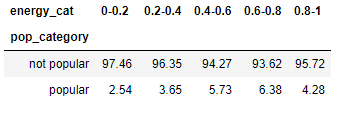 energy_cat 0-0.2 0.2-0.4 0.4-0.6 0.6-0.8 0.8-1
pop_category
not popular 97.46 96.35 94.27 93.62 95.72
popular 2.54 3.65 5.73 6.38 4.28